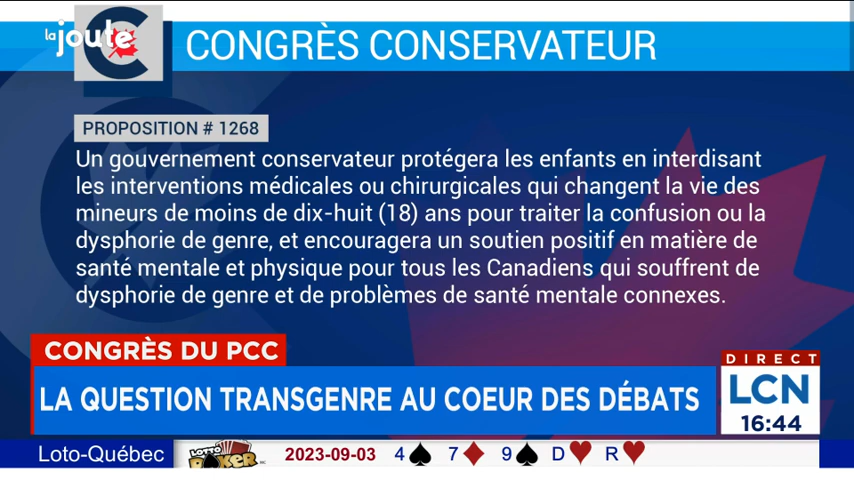 la joute
CONGRÈS CONSERVATEUR
PROPOSITION # 1268
Un gouvernement conservateur protégera les enfants en interdisant
les interventions médicales ou chirurgicales qui changent la vie des
mineurs de moins de dix-huit (18) ans pour traiter la confusion ou la
dysphorie de genre, et encouragera un soutien positif en matière de
santé mentale et physique pour tous les Canadiens qui souffrent de
dysphorie de genre et de problèmes de santé mentale connexes.
CONGRÈS DU PCC
LA QUESTION TRANSGENRE AU COEUR DES DÉBATS
DIRECT
LCN
16:44
Loto-Québec LOTTO POKER 2023-09-03 4♠ 7♦ 9♠ D♥ R♥